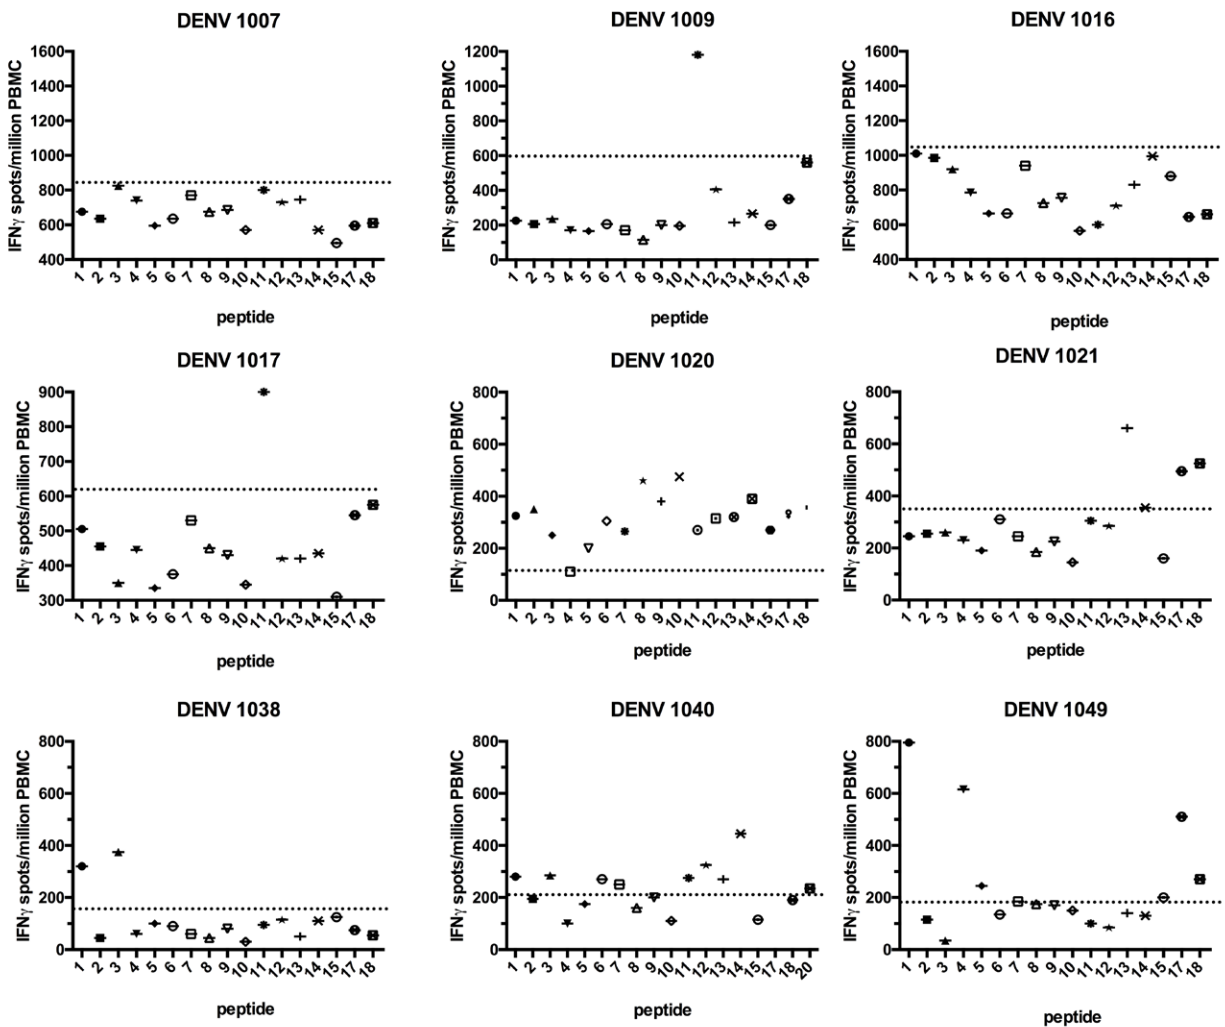 DENV 1007
IFNγ spots/million PBMC
1600
1400
1200
1000
800
600
400
1 2 3 4 5 6 7 8 9 10 11 12 13 14 15 17 18
peptide
DENV 1009
IFNγ spots/million PBMC
1200
1000
800
600
400
200
0
1 2 3 4 5 6 7 8 9 10 11 12 13 14 15 17 18
peptide
DENV 1016
IFNγ spots/million PBMC
1600
1400
1200
1000
800
600
400
1 2 3 4 5 6 7 8 9 10 11 12 13 14 15 17 18
peptide
DENV 1017
IFNγ spots/million PBMC
900
800
700
600
500
400
300
1 2 3 4 5 6 7 8 9 10 11 12 13 14 15 17 18
peptide
DENV 1020
IFNγ spots/million PBMC
800
600
400
200
0
1 2 3 4 5 6 7 8 9 10 11 12 13 14 15 17 18
peptide
DENV 1021
IFNγ spots/million PBMC
800
600
400
200
0
1 2 3 4 5 6 7 8 9 10 11 12 13 14 15 17 18
peptide
DENV 1038
IFNγ spots/million PBMC
800
600
400
200
0
1 2 3 4 5 6 7 8 9 10 11 12 13 14 15 17 18
peptide
DENV 1040
IFNγ spots/million PBMC
800
600
400
200
0
1 2 3 4 5 6 7 8 9 10 11 12 13 14 15 17 18 20
peptide
DENV 1049
IFNγ spots/million PBMC
800
600
400
200
0
1 2 3 4 5 6 7 8 9 10 11 12 13 14 15 17 18
peptide